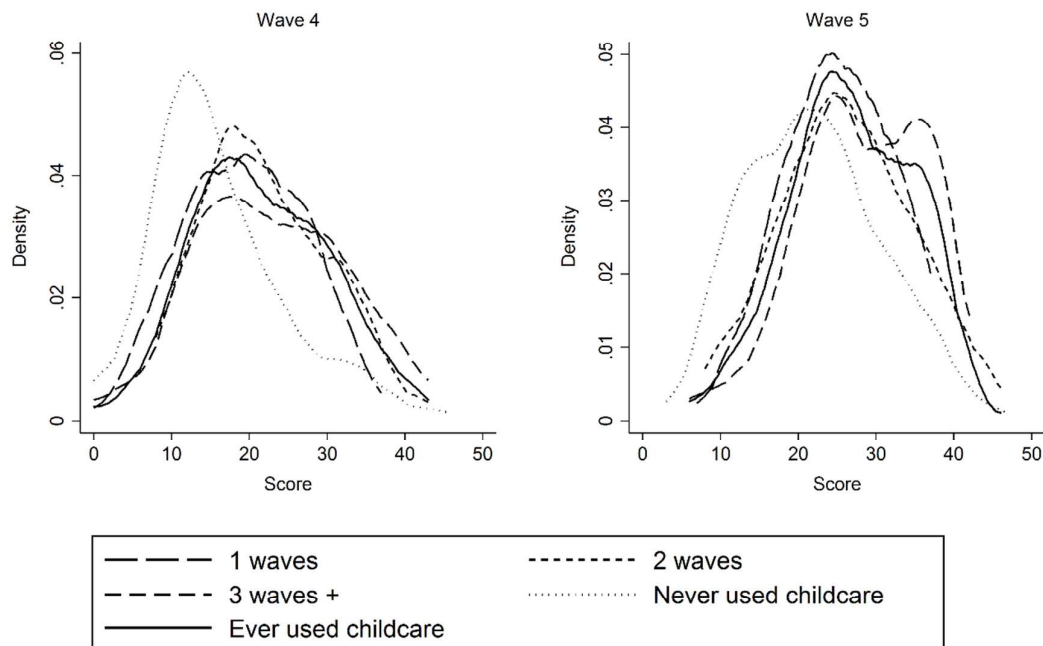 Wave 4
Wave 5
Density
.06
.04
.02
0
0 10 20 30 40 50
Score
Density
.05
.04
.03
.02
.01
0
0 10 20 30 40 50
Score
1 waves
2 waves
3 waves +
Never used childcare
Ever used childcare